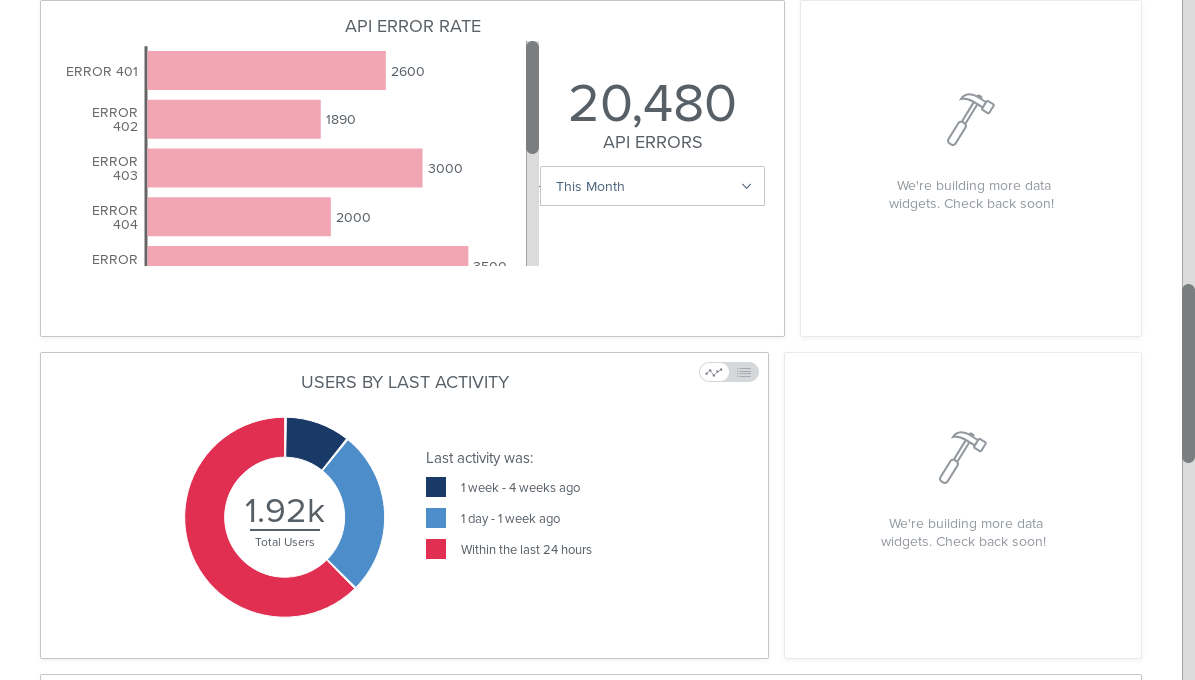 API ERROR RATE
ERROR 401
2600
ERROR
402
1890
ERROR
403
3000
ERROR
404
2000
ERROR
3500
20,480
API ERRORS
This Month
We're building more data
widgets. Check back soon!
USERS BY LAST ACTIVITY
1.92k
Total Users
Last activity was:
1 week - 4 weeks ago
1 day - 1 week ago
Within the last 24 hours
We're building more data
widgets. Check back soon!